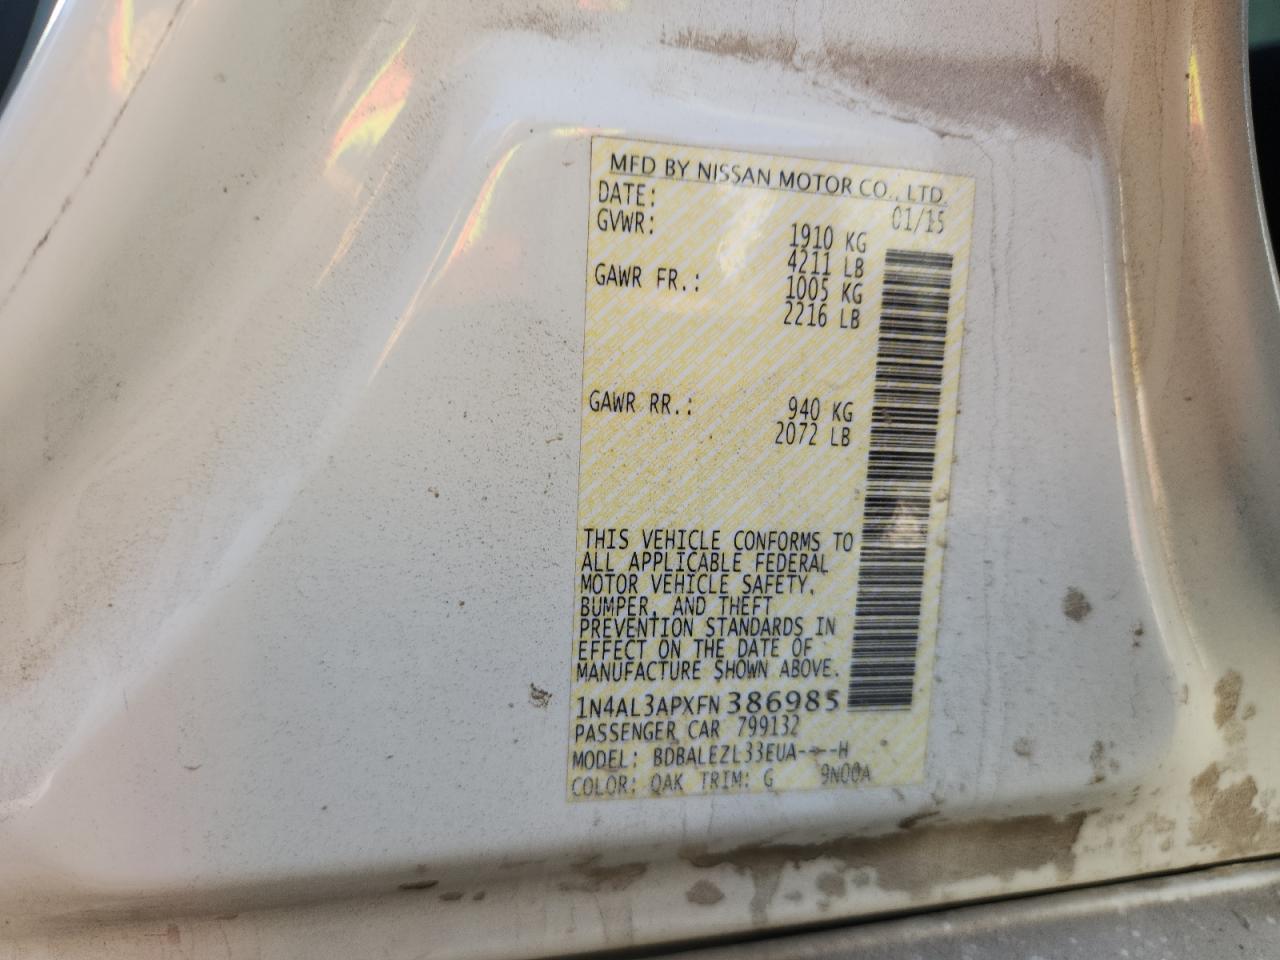 MFD BY NISSAN MOTOR CO., LTD.
DATE: 01/15
GVWR: 1910 KG
4211 LB
GAWR FR.: 1005 KG
2216 LB
GAWR RR.: 940 KG
2072 LB
THIS VEHICLE CONFORMS TO
ALL APPLICABLE FEDERAL
MOTOR VEHICLE SAFETY,
BUMPER, AND THEFT
PREVENTION STANDARDS IN
EFFECT ON THE DATE OF
MANUFACTURE SHOWN ABOVE.
1N4AL3APXFN386985
PASSENGER CAR 799132
MODEL: BDBALEZL33EUA----H
COLOR: QAK TRIM: G 9N00A